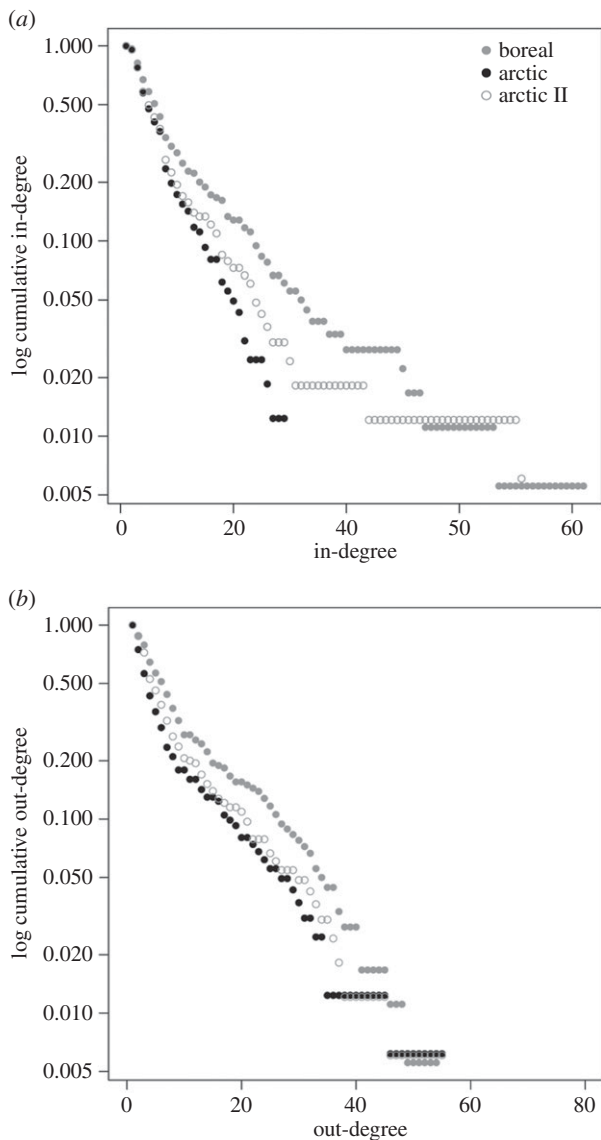 (a)
1.000
boreal
arctic
0.500
arctic II
0.200
log cumulative in-degree
0.100
0.050
0.020
0.010
0.005
0 20 40 50 60
in-degree
(b)
1.000
0.500
0.200
log cumulative out-degree
0.100
0.050
0.020
0.010
0.005
0 20 40 60 80
out-degree